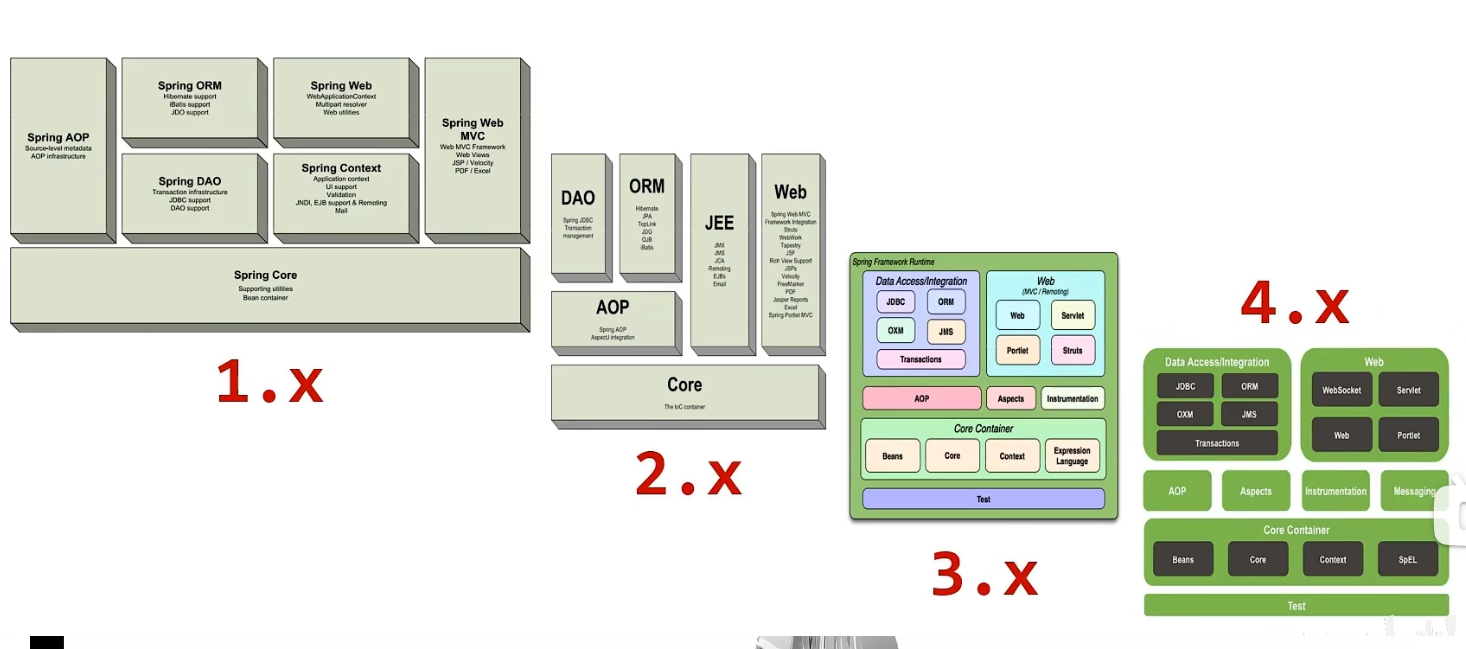 Spring AOP
Source-level metadata
AOP infrastructure
Spring ORM
Hibernate support
iBatis support
JDO support
Spring Web
WebApplicationContext
Multipart resolver
Web utilities
Spring Web
MVC
Web MVC Framework
Web Views
JSP / Velocity
PDF / Excel
Spring DAO
Transaction infrastructure
JDBC support
DAO support
Spring Context
Application context
UI support
Validation
JNDI, EJB support & Remoting
Mail
Spring Core
Supporting utilities
Bean container
1.x
DAO
Spring JDBC
Transaction
management
ORM
Hibernate
JPA
TopLink
JDO
OJB
iBatis
JEE
JMX
JMS
JCA
Remoting
EJBs
Email
Web
Spring Web MVC
Framework Integration
Struts
WebWork
Tapestry
JSF
Rich View Support
JSPs
Velocity
FreeMarker
PDF
Jasper Reports
Excel
Spring Portlet MVC
AOP
Spring AOP
AspectJ integration
Core
The IoC container
2.x
Spring Framework Runtime
Data Access/Integration
JDBC
ORM
OXM
JMS
Transactions
Web
(MVC / Remoting)
Web
Servlet
Portlet
Struts
AOP
Aspects
Instrumentation
Core Container
Beans
Core
Context
Expression
Language
Test
3.x
4.x
Data Access/Integration
JDBC
ORM
OXM
JMS
Transactions
Web
WebSocket
Servlet
Web
Portlet
AOP
Aspects
Instrumentation
Messaging
Core Container
Beans
Core
Context
SpEL
Test